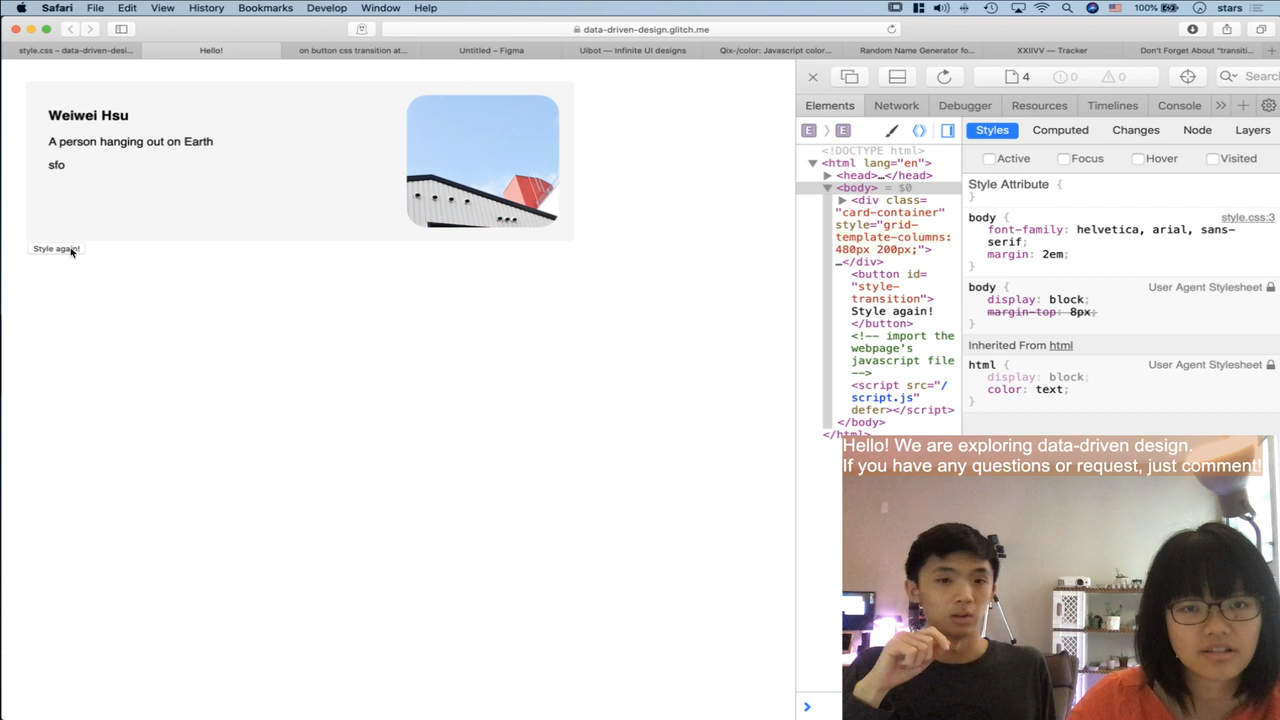 Safari File Edit View History Bookmarks Develop Window Help 100% stars
data-driven-design.glitch.me
style.css – data-driven-desi... Hello! on button css transition at... Untitled – Figma Uibot — Infinite UI designs Qix-/color: Javascript color... Random Name Generator fo... XXIIVV — Tracker Don't Forget About "transiti...
Weiwei Hsu
A person hanging out on Earth
sfo
Style again!
4 0 0 Search
Elements Network Debugger Resources Timelines Console
E E Styles Computed Changes Node Layers
Active Focus Hover Visited
<!DOCTYPE html>
<html lang="en">
<head>…</head>
<body> = $0
<div class=
"card-container"
style="grid-
template-columns:
480px 200px;">
…</div>
<button id=
"style-
transition">
Style again!
</button>
<!-- import the
webpage's
javascript file
-->
<script src="/
script.js"
defer></script>
</body>
</html>
Style Attribute {
}
body { style.css:3
font-family: helvetica, arial, sans-
serif;
margin: 2em;
}
body { User Agent Stylesheet
display: block;
margin-top: 8px;
}
Inherited From html
html { User Agent Stylesheet
display: block;
color: text;
}
Hello! We are exploring data-driven design.
If you have any questions or request, just comment!